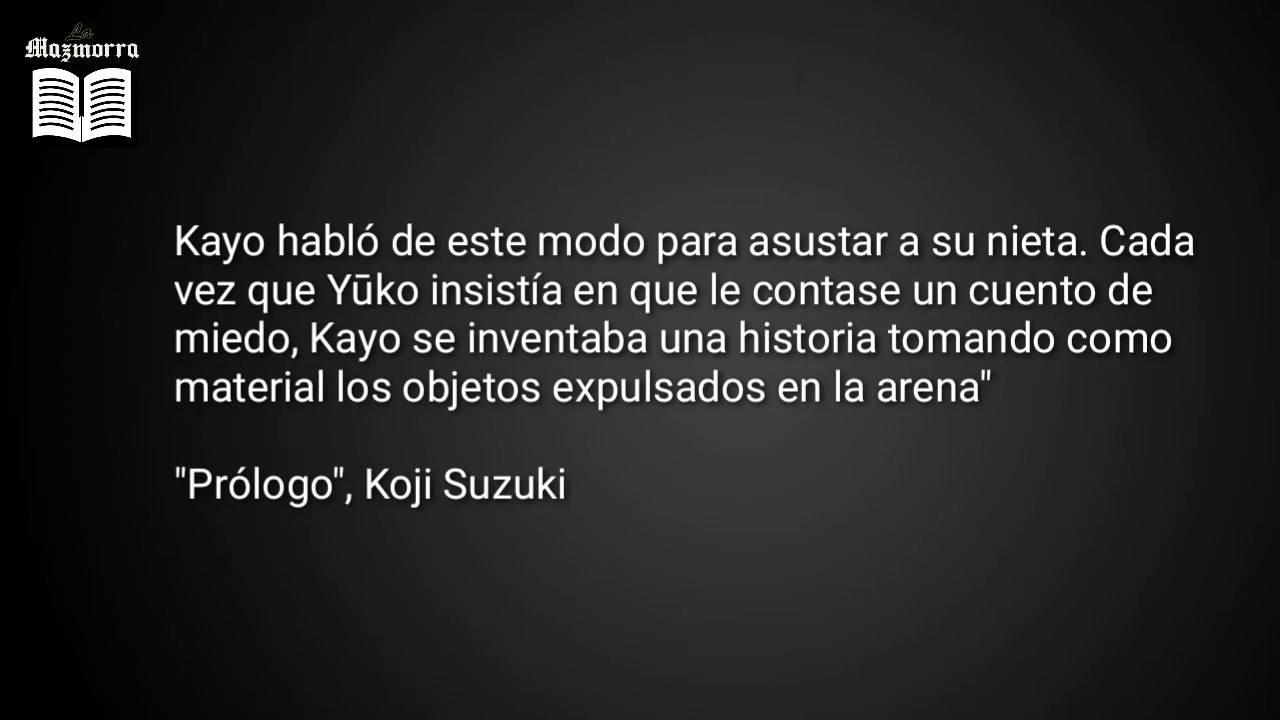 La
Mazmorra
Kayo habló de este modo para asustar a su nieta. Cada
vez que Yūko insistía en que le contase un cuento de
miedo, Kayo se inventaba una historia tomando como
material los objetos expulsados en la arena"
"Prólogo", Koji Suzuki